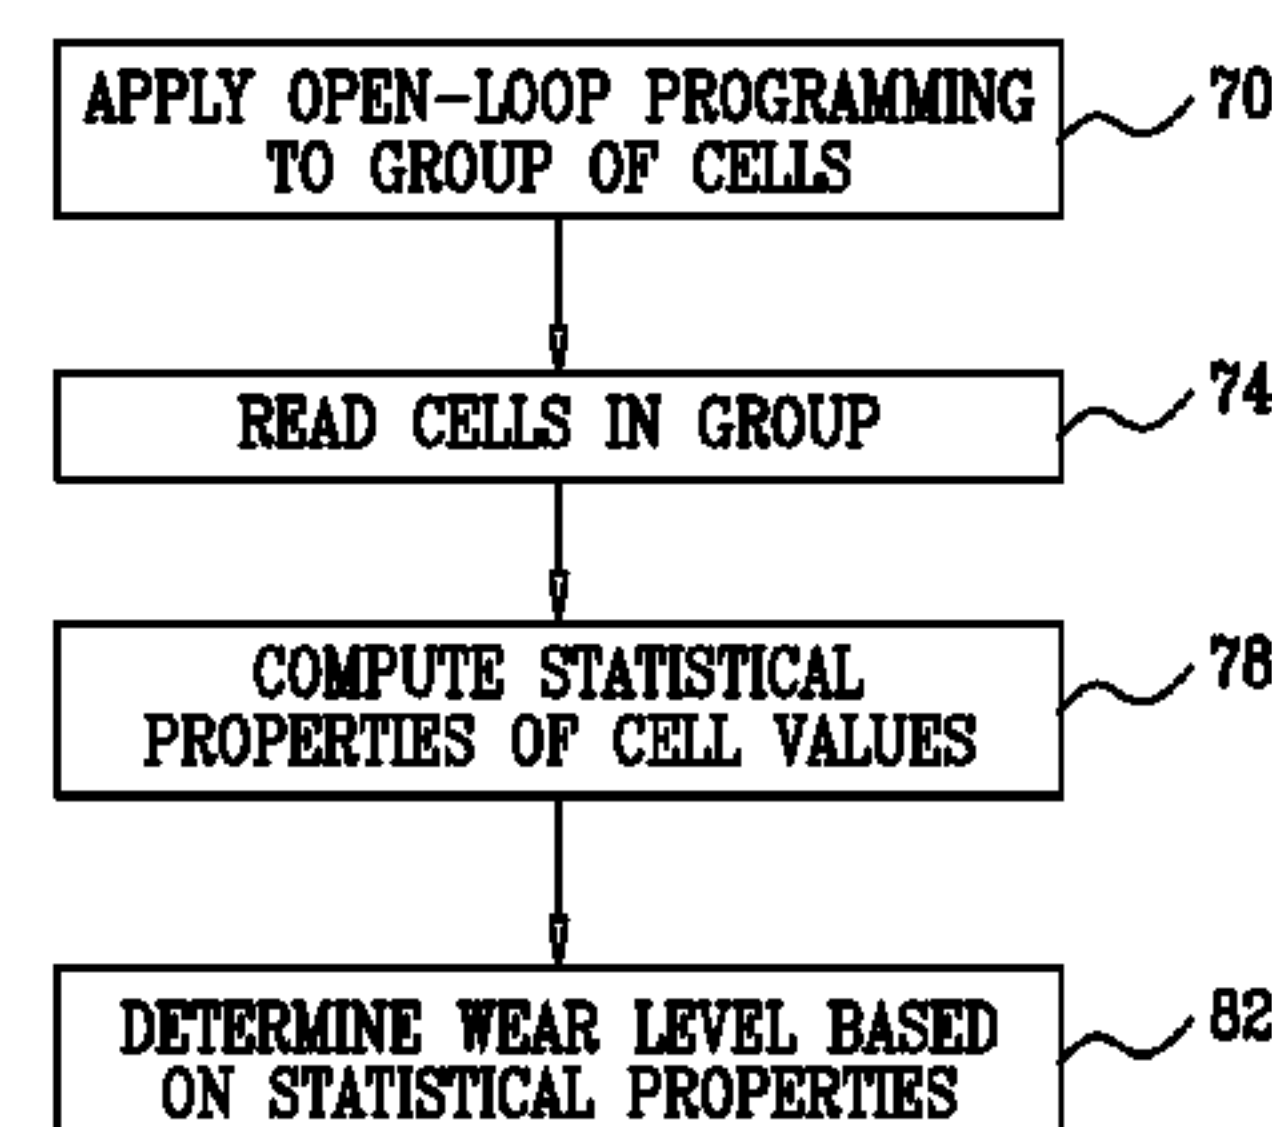 APPLY OPEN-LOOP PROGRAMMING
TO GROUP OF CELLS
70
READ CELLS IN GROUP
74
COMPUTE STATISTICAL
PROPERTIES OF CELL VALUES
78
DETERMINE WEAR LEVEL BASED
ON STATISTICAL PROPERTIES
82